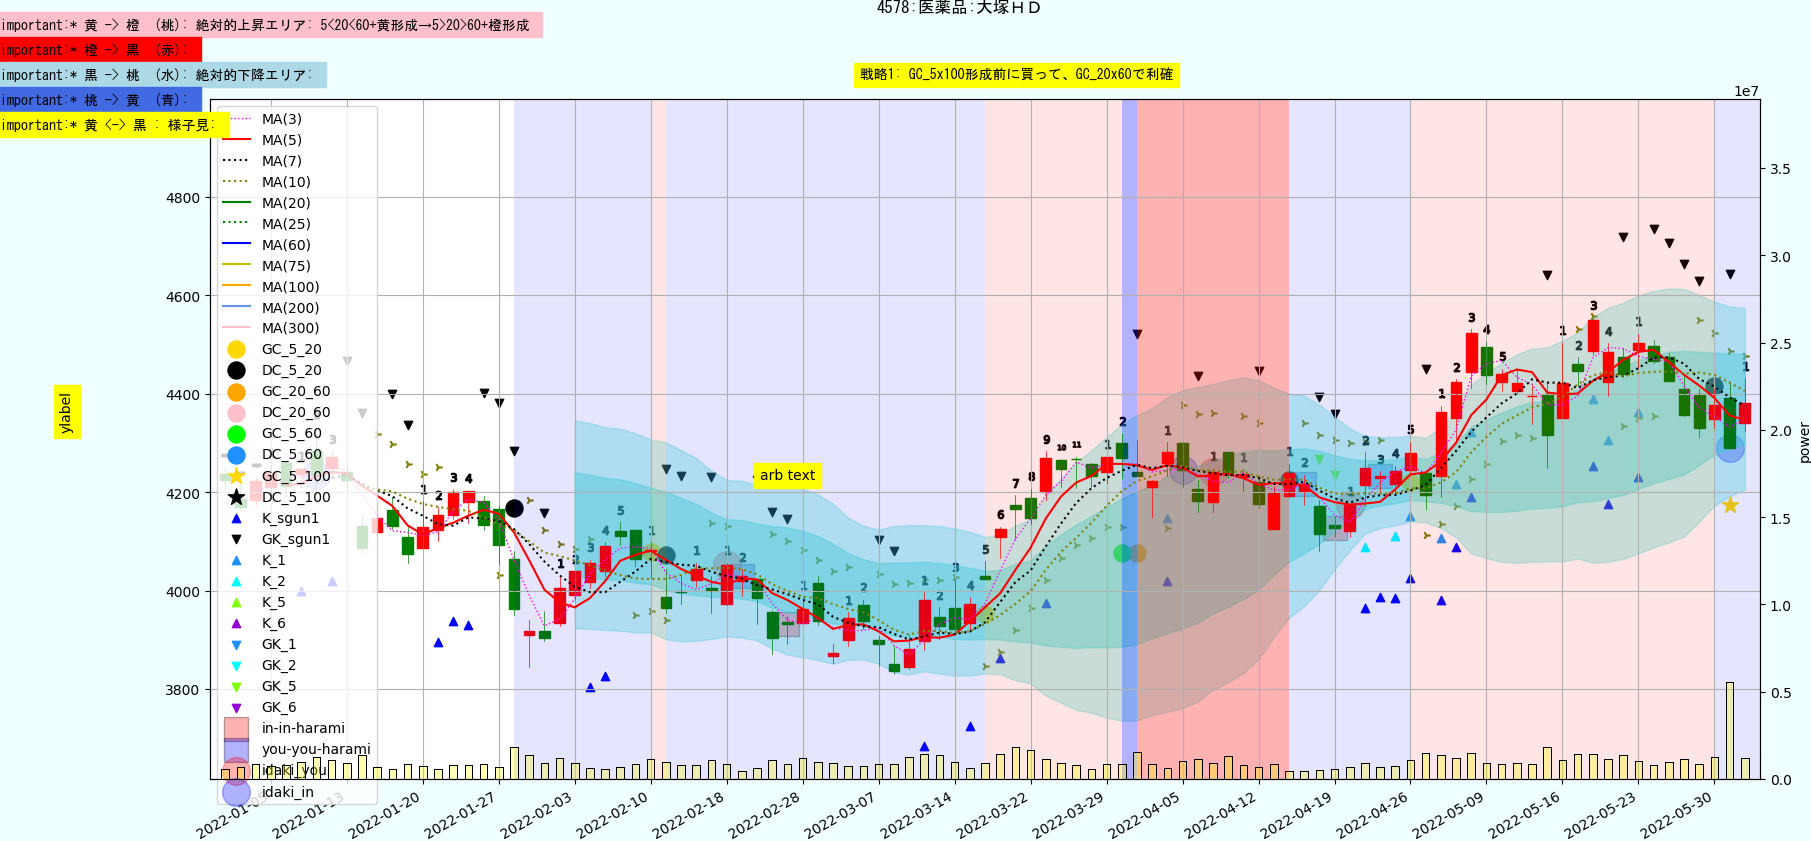 4578:医薬品:大塚ＨＤ
important:* 黄 -> 橙 (桃): 絶対的上昇エリア: 5<20<60+黄形成→5>20>60+橙形成
important:* 橙 -> 黒 (赤):
important:* 黒 -> 桃 (水): 絶対的下降エリア:
important:* 桃 -> 黄 (青):
important:* 黄 <-> 黒 : 様子見:
戦略1: GC_5x100形成前に買って、GC_20x60で利確
1e7
MA(3)
MA(5)
MA(7)
MA(10)
MA(20)
MA(25)
MA(60)
MA(75)
MA(100)
MA(200)
MA(300)
GC_5_20
DC_5_20
GC_20_60
DC_20_60
GC_5_60
DC_5_60
GC_5_100
DC_5_100
K_sgun1
GK_sgun1
K_1
K_2
K_5
K_6
GK_1
GK_2
GK_5
GK_6
in-in-harami
you-you-harami
idaki_you
idaki_in
4800
4600
4400
4200
4000
3800
ylabel
arb text
3.5
3.0
2.5
2.0
1.5
1.0
0.5
0.0
power
2022-01-05
2022-01-13
2022-01-20
2022-01-27
2022-02-03
2022-02-10
2022-02-18
2022-02-28
2022-03-07
2022-03-14
2022-03-22
2022-03-29
2022-04-05
2022-04-12
2022-04-19
2022-04-26
2022-05-09
2022-05-16
2022-05-23
2022-05-30